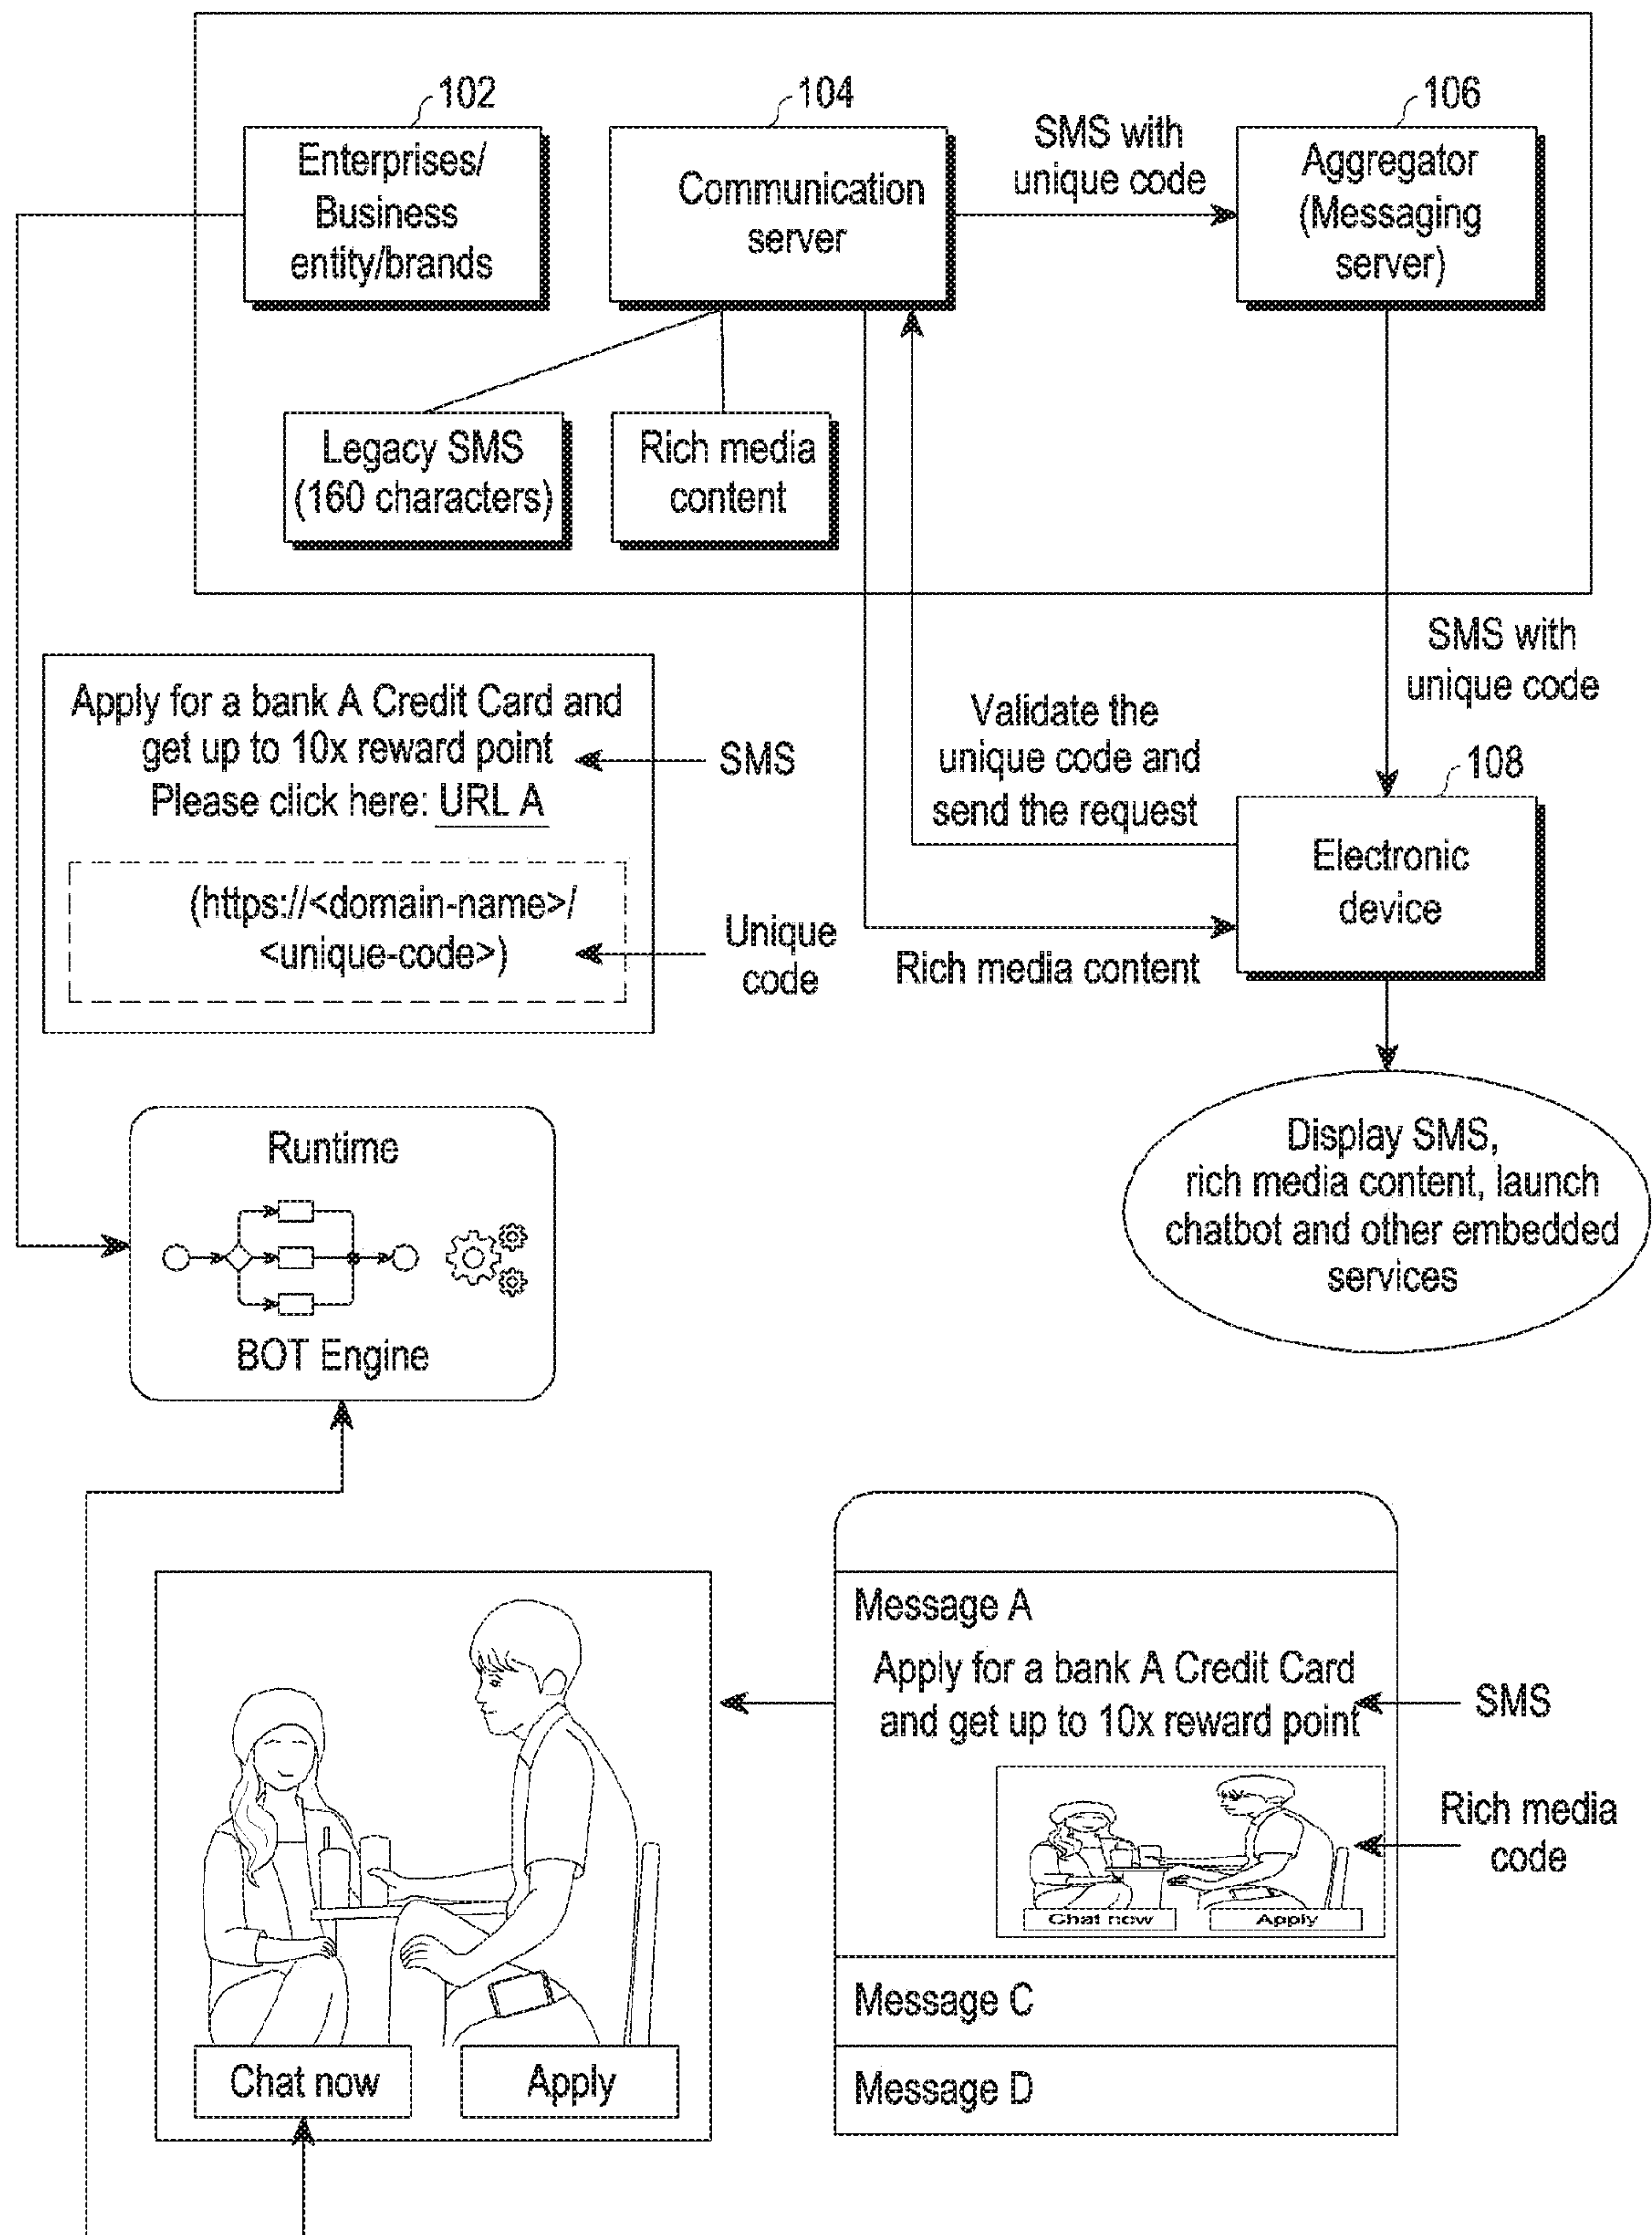 102
Enterprises/
Business
entity/brands
104
Communication
server
SMS with
unique code
106
Aggregator
(Messaging
server)
Legacy SMS
(160 characters)
Rich media
content
SMS with
unique code
Apply for a bank A Credit Card and
get up to 10x reward point
Please click here: URL A
SMS
(https://<domain-name>/
<unique-code>)
Unique
code
Validate the
unique code and
send the request
108
Electronic
device
Rich media content
Display SMS,
rich media content, launch
chatbot and other embedded
services
Runtime
BOT Engine
Chat now
Apply
Message A
Apply for a bank A Credit Card
and get up to 10x reward point
SMS
Rich media
code
Chat now
Apply
Message C
Message D